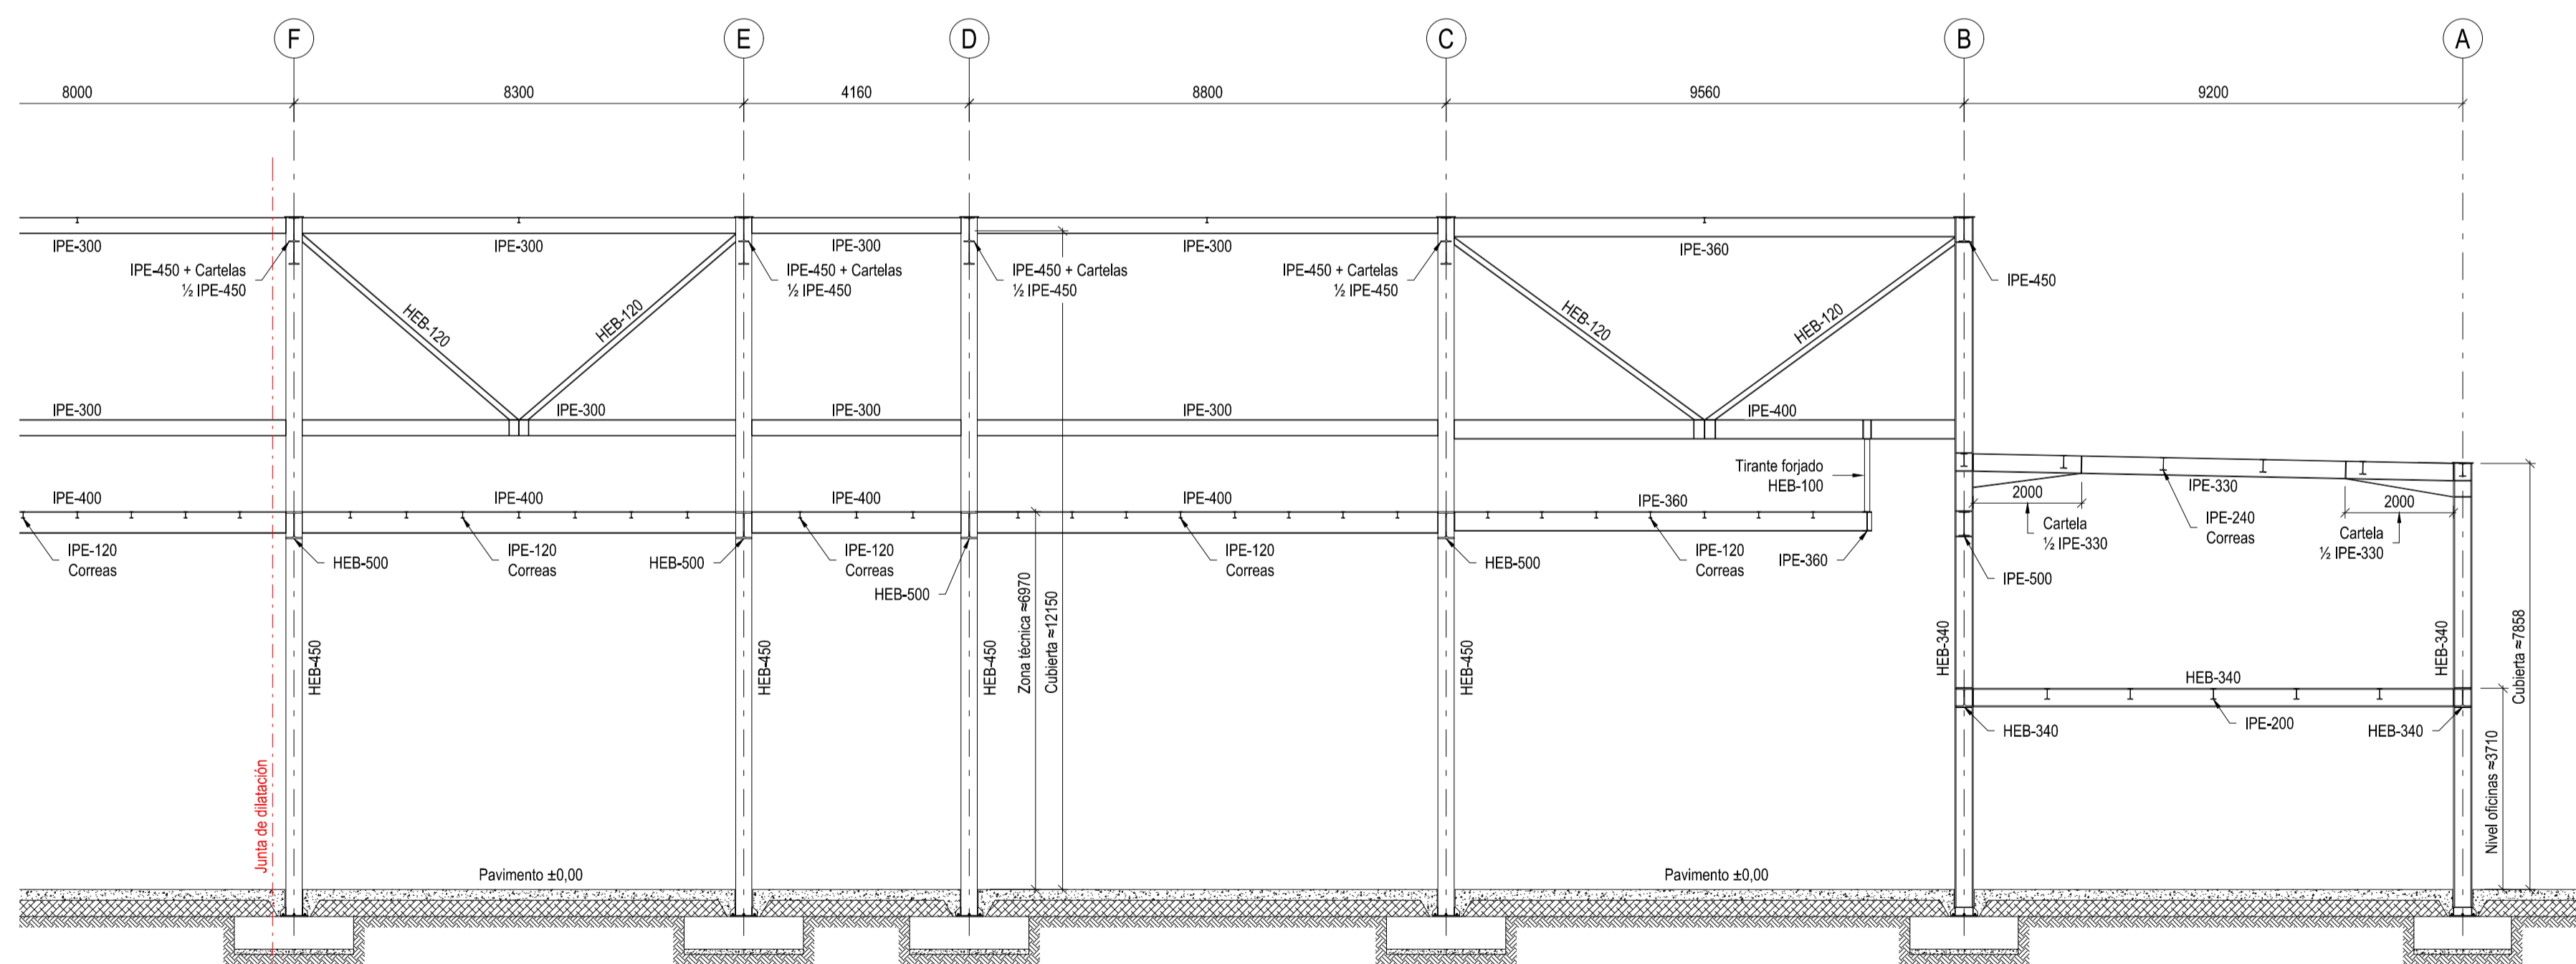 F
E
D
C
B
A
8000
8300
4160
8800
9560
9200
IPE-300
IPE-300
IPE-300
IPE-300
IPE-360
IPE-450 + Cartelas
½ IPE-450
IPE-450 + Cartelas
½ IPE-450
IPE-450 + Cartelas
½ IPE-450
IPE-450 + Cartelas
½ IPE-450
IPE-450
HEB-120
HEB-120
HEB-120
HEB-120
IPE-300
IPE-300
IPE-300
IPE-300
IPE-400
Tirante forjado
HEB-100
IPE-400
IPE-400
IPE-400
IPE-400
IPE-360
IPE-330
2000
2000
Cartela
½ IPE-330
IPE-240
Correas
Cartela
½ IPE-330
IPE-120
Correas
HEB-500
IPE-120
Correas
HEB-500
IPE-120
Correas
HEB-500
IPE-120
Correas
HEB-500
IPE-120
Correas
IPE-360
IPE-500
HEB-450
HEB-450
HEB-450
Zona técnica ≈6970
Cubierta ≈12150
HEB-450
HEB-340
HEB-340
Cubierta ≈7858
HEB-340
HEB-340
IPE-200
HEB-340
Nivel oficinas ≈3710
Junta de dilatación
Pavimento ±0,00
Pavimento ±0,00